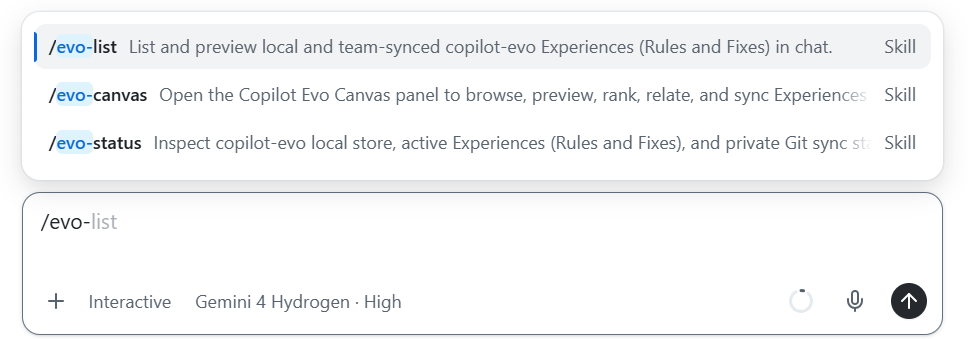 /evo-list List and preview local and team-synced copilot-evo Experiences (Rules and Fixes) in chat. Skill
/evo-canvas Open the Copilot Evo Canvas panel to browse, preview, rank, relate, and sync Experiences Skill
/evo-status Inspect copilot-evo local store, active Experiences (Rules and Fixes), and private Git sync Skill
/evo-list
Interactive Gemini 4 Hydrogen · High